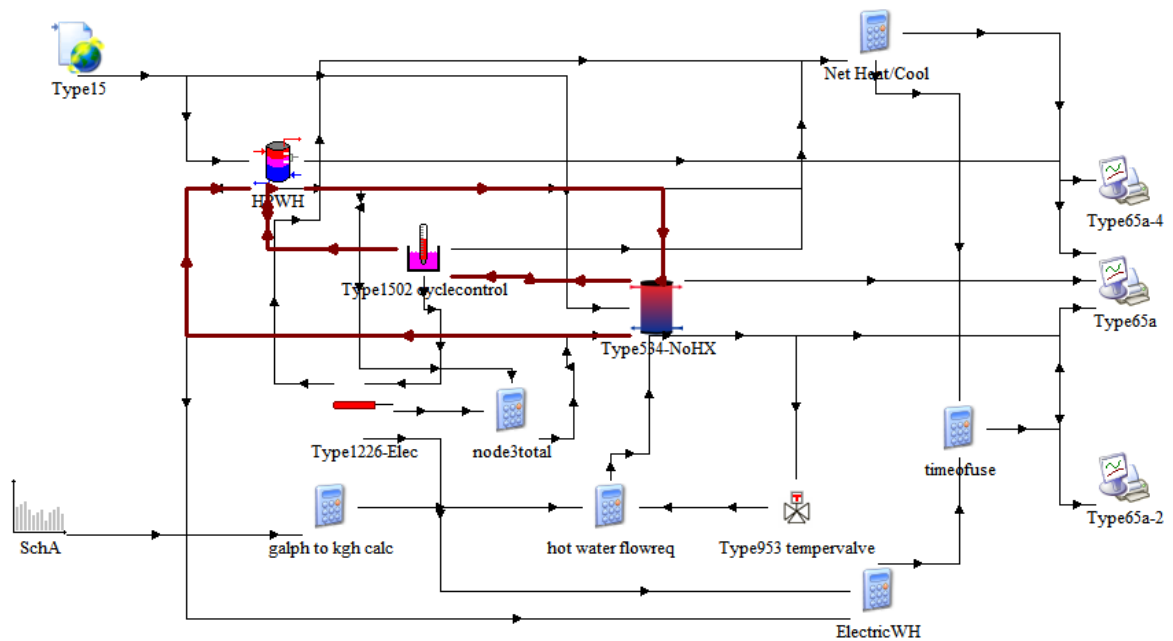 Net Heat/Cool
Type15
HPWH
Type65a-4
Type1502 cyclecontrol
Type65a
Type534-NoHX
Type1226-Elec
node3total
timeofuse
Type65a-2
SchA
galph to kgh calc
hot water flowreq
Type953 tempervalve
ElectricWH